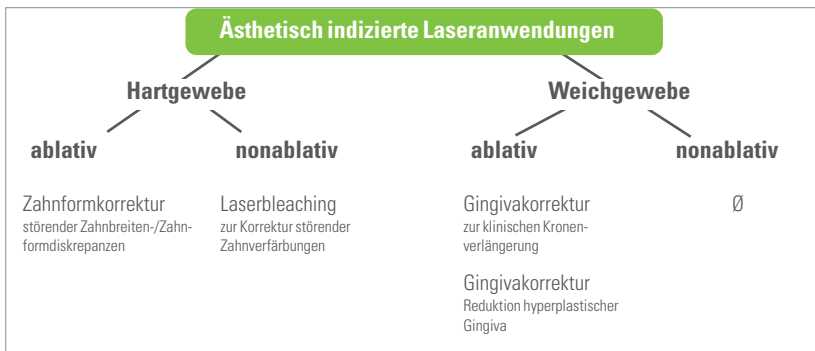 Ästhetisch indizierte Laseranwendungen
Hartgewebe
Weichgewebe
ablativ
nonablativ
ablativ
nonablativ
Zahnformkorrektur
störender Zahnbreiten-/Zahn-
formdiskrepanzen
Laserbleaching
zur Korrektur störender
Zahnverfärbungen
Gingivakorrektur
zur klinischen Kronen-
verlängerung
Gingivakorrektur
Reduktion hyperplastischer
Gingiva
Ø